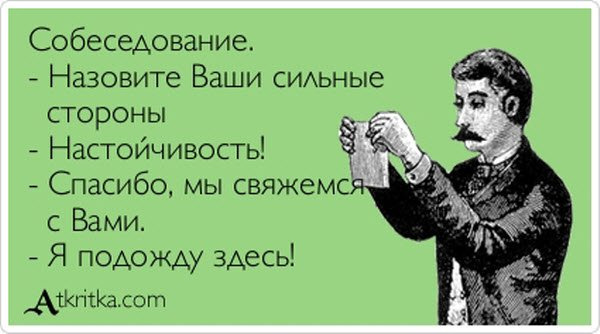 Собеседование.
- Назовите Ваши сильные
стороны
- Настойчивость!
- Спасибо, мы свяжемся
с Вами.
- Я подожду здесь!
Atkritka.com